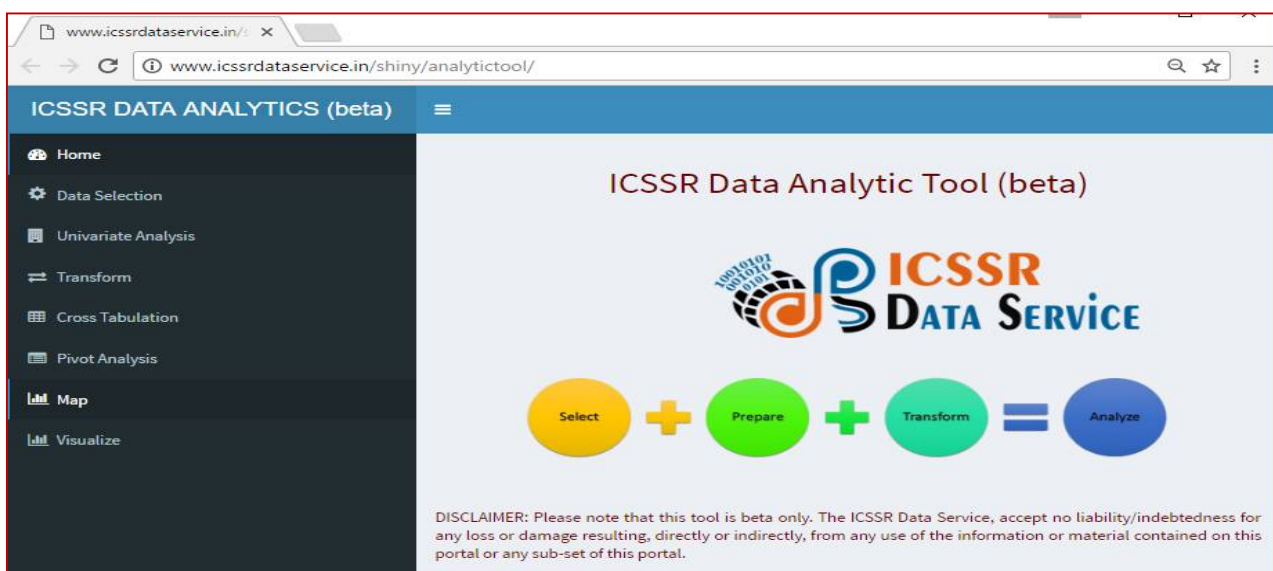 www.icssrdataservice.in/s
www.icssrdataservice.in/shiny/analytictool/
ICSSR DATA ANALYTICS (beta)
Home
Data Selection
Univariate Analysis
Transform
Cross Tabulation
Pivot Analysis
Map
Visualize
ICSSR Data Analytic Tool (beta)
10010101
001010
0101
ICSSR
DATA SERVICE
Select + Prepare + Transform = Analyze
DISCLAIMER: Please note that this tool is beta only. The ICSSR Data Service, accept no liability/indebtedness for
any loss or damage resulting, directly or indirectly, from any use of the information or material contained on this
portal or any sub-set of this portal.